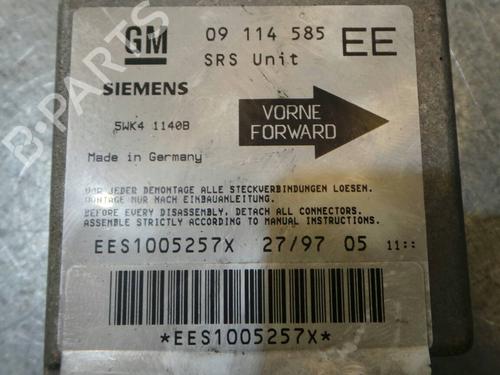 GM 09 114 585 EE
SRS Unit
SIEMENS
5WK4 1140B
VORNE
FORWARD
Made in Germany
VOR JEDER DEMONTAGE ALLE STECKVERBINDUNGEN LOESEN.
MONTAGE NUR NACH EINBAUANLEITUNG.
BEFORE EVERY DISASSEMBLY, DETACH ALL CONNECTORS.
ASSEMBLE STRICTLY ACCORDING TO MANUAL INSTRUCTIONS.
EES1005257X 27/97 05 11::
*EES1005257X*
B-PARTS